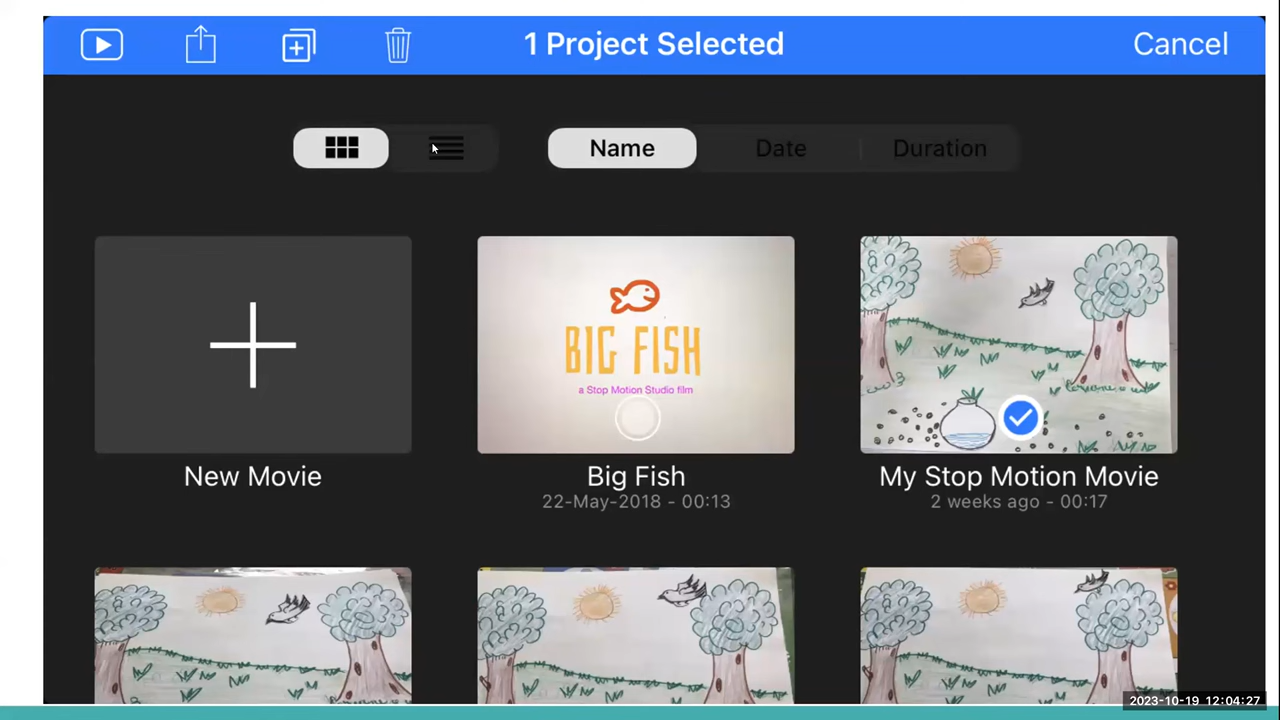 1 Project Selected
Cancel
Name
Date
Duration
BIG FISH
a Stop Motion Studio film
New Movie
Big Fish
22-May-2018 - 00:13
My Stop Motion Movie
2 weeks ago - 00:17
2023-10-19 12:04:27